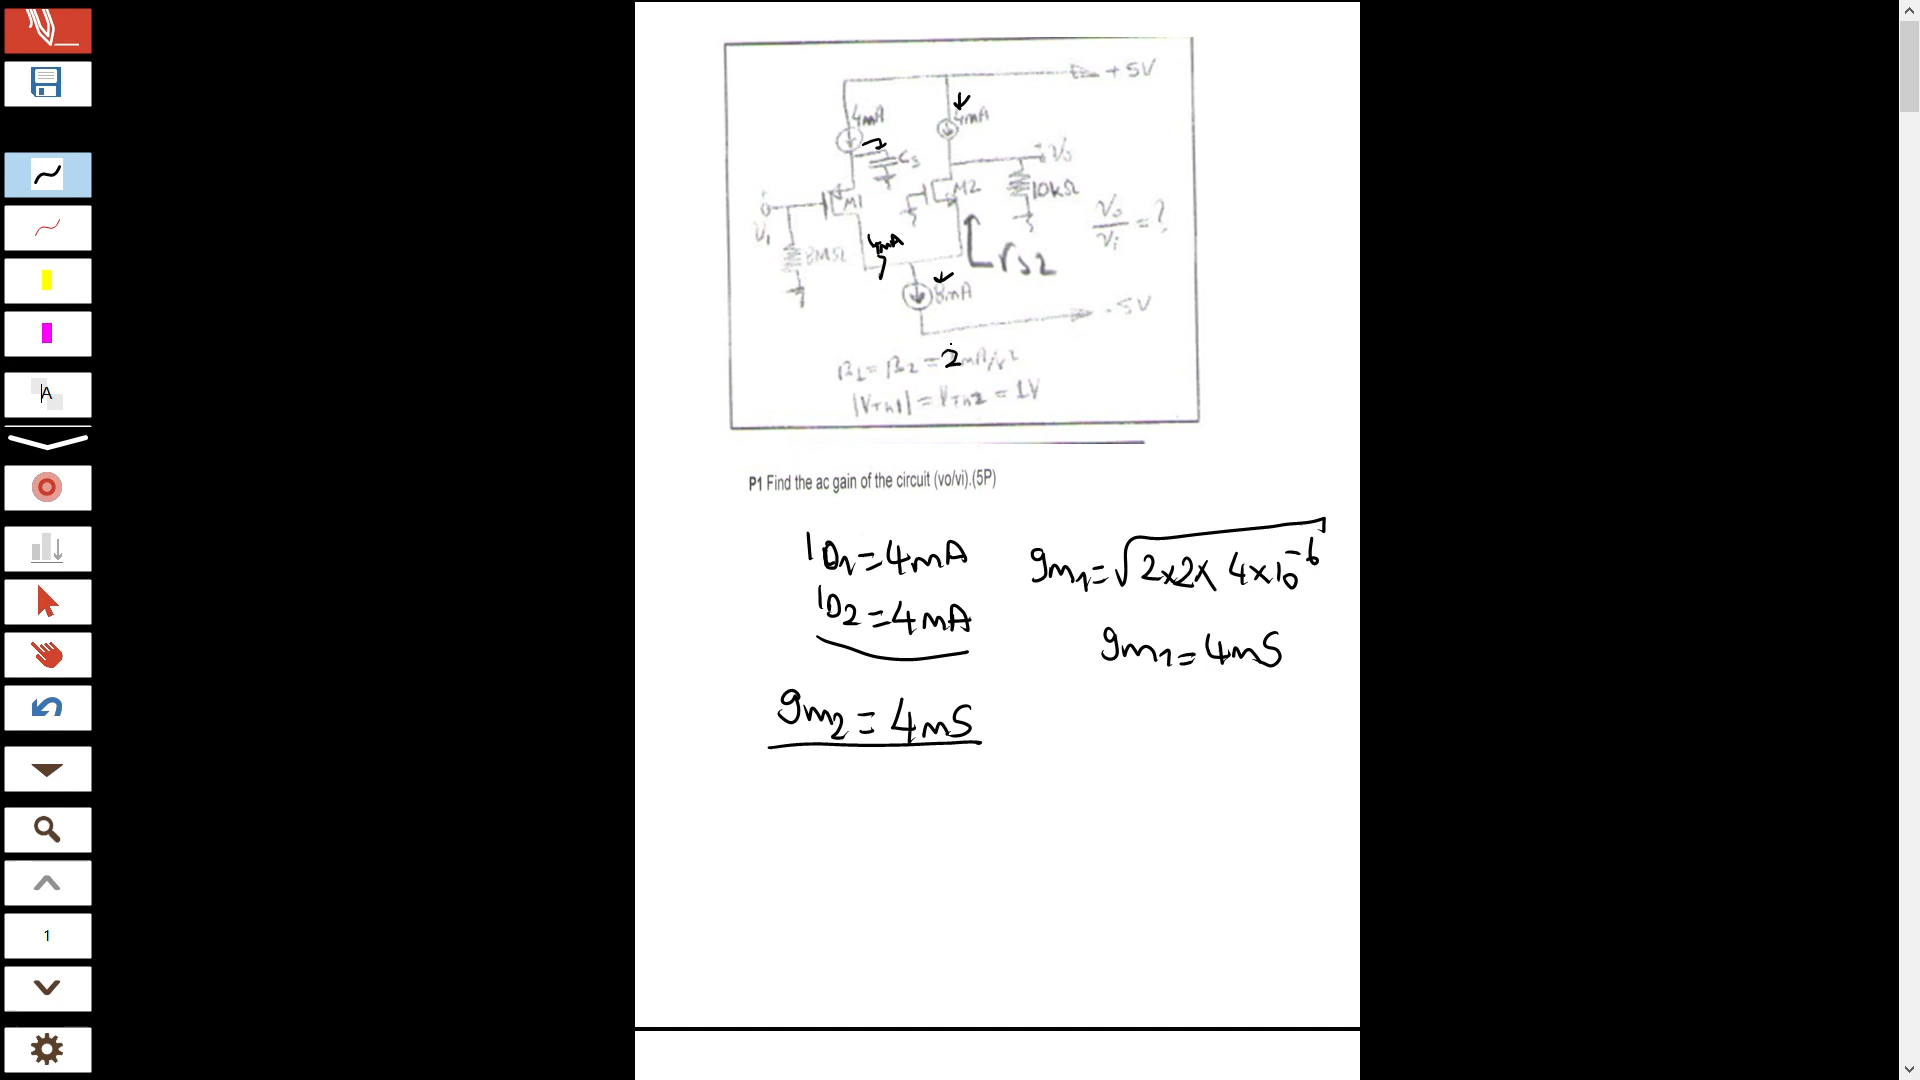 +5V
4mA
4mA
Cs
Vo
M1
M2
10kΩ
Vi
8MΩ
Vo/Vi = ?
4mA
rs2
8mA
-5V
β1 = β2 = 2mA/V²
|VTh1| = VTh2 = 1V
P1 Find the ac gain of the circuit (vo/vi).(5P)
ID1=4mA
gm1=√2x2x 4x10⁻⁶
ID2=4mA
gm1=4mS
gm2=4mS
A
1